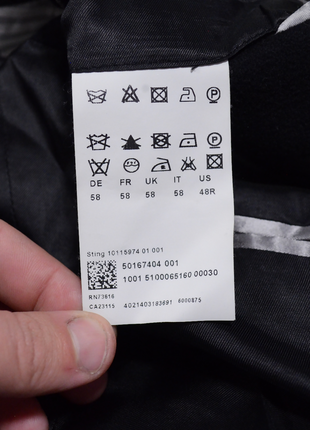 DE FR UK IT US
58 58 58 58 48R
Sting 10115974 01 001
50167404 001
1001 5100065160 00030
RN73616
CA23115 4021403183691 6000875